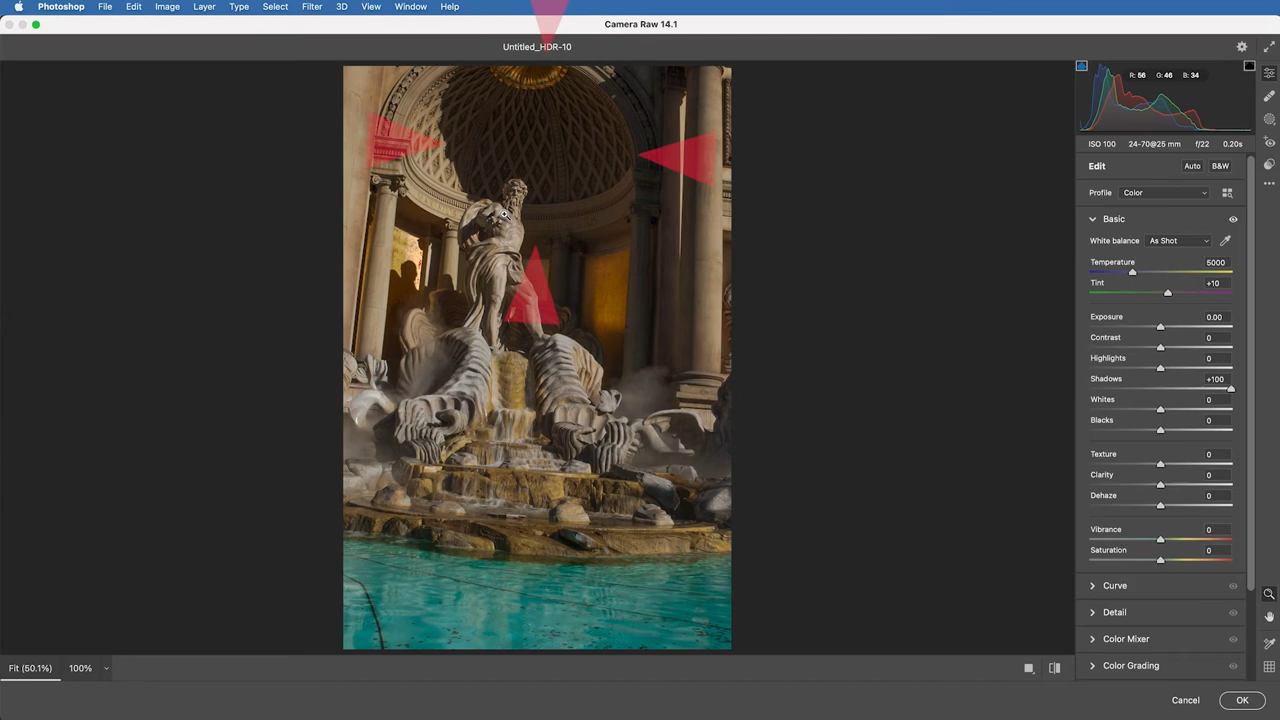 Photoshop File Edit Image Layer Type Select Filter 3D View Window Help
Camera Raw 14.1
Untitled_HDR-10
R: 56 G: 46 B: 34
ISO 100 24-70@25 mm f/22 0.20s
Edit Auto B&W
Profile Color
Basic
White balance As Shot
Temperature 5000
Tint +10
Exposure 0.00
Contrast 0
Highlights 0
Shadows +100
Whites 0
Blacks 0
Texture 0
Clarity 0
Dehaze 0
Vibrance 0
Saturation 0
Curve
Detail
Color Mixer
Color Grading
Fit (50.1%) 100%
Cancel OK